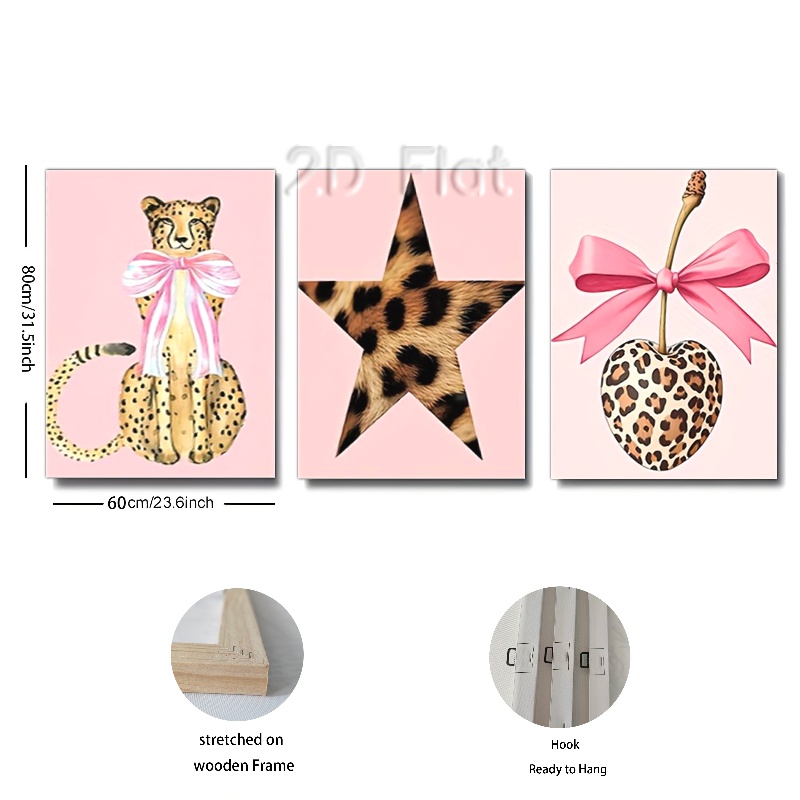 2D Flat
80cm/31.5inch
60cm/23.6inch
stretched on
wooden Frame
Hook
Ready to Hang